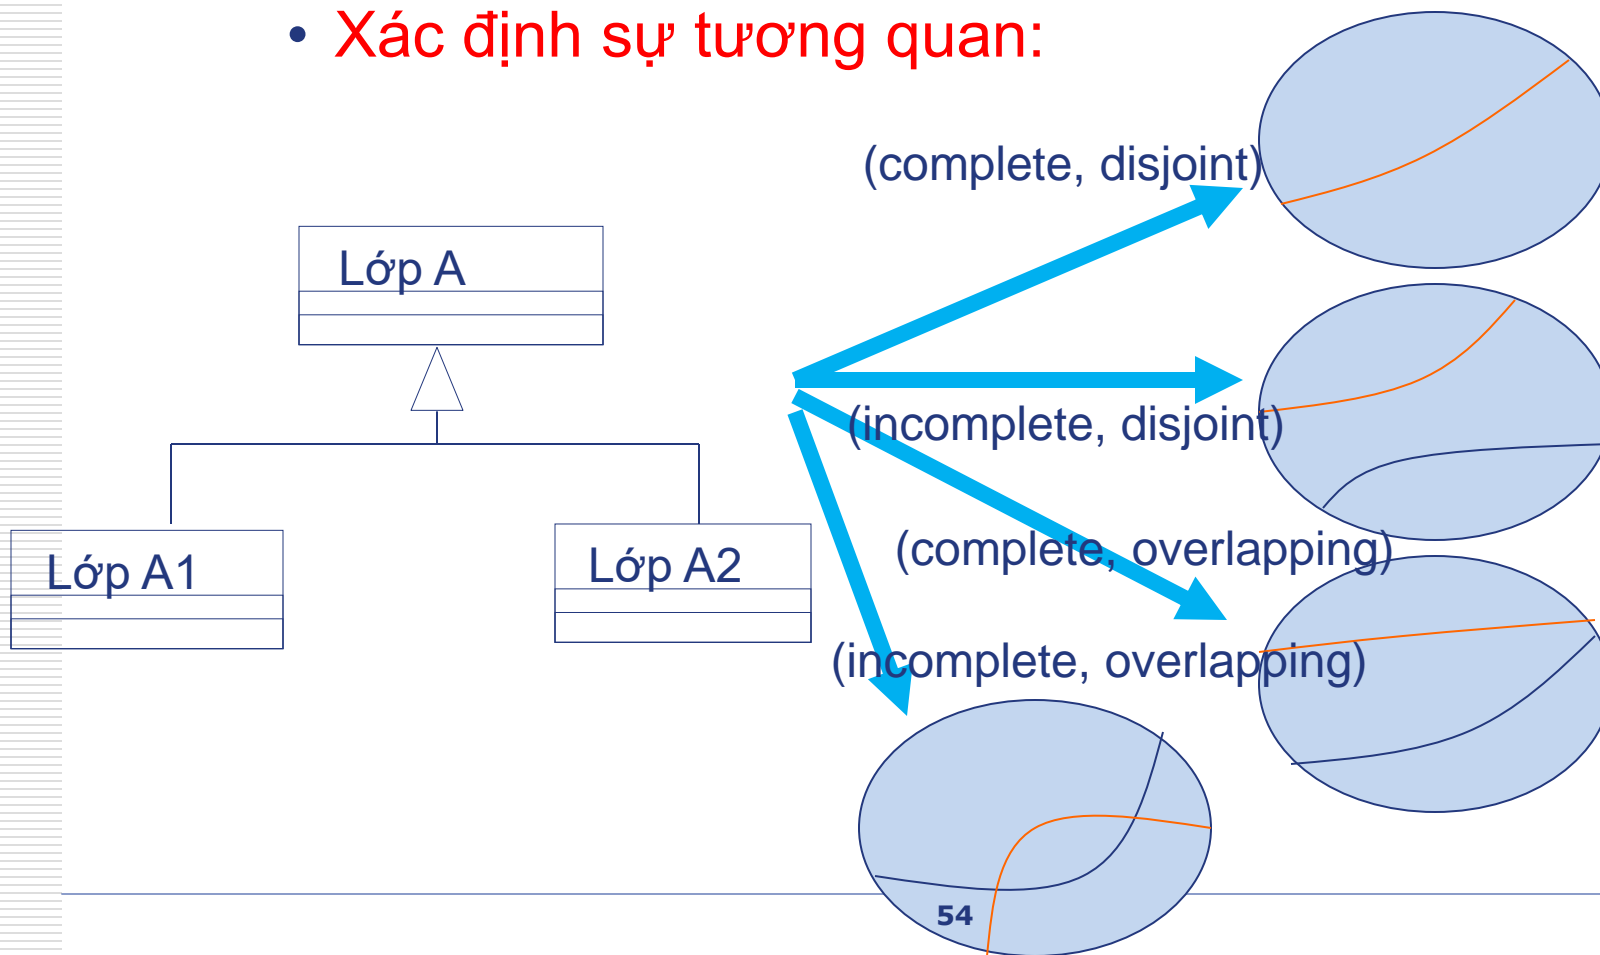 • Xác định sự tương quan:
(complete, disjoint)
Lớp A
(incomplete, disjoint)
(complete, overlapping)
Lớp A1
Lớp A2
(incomplete, overlapping)
54